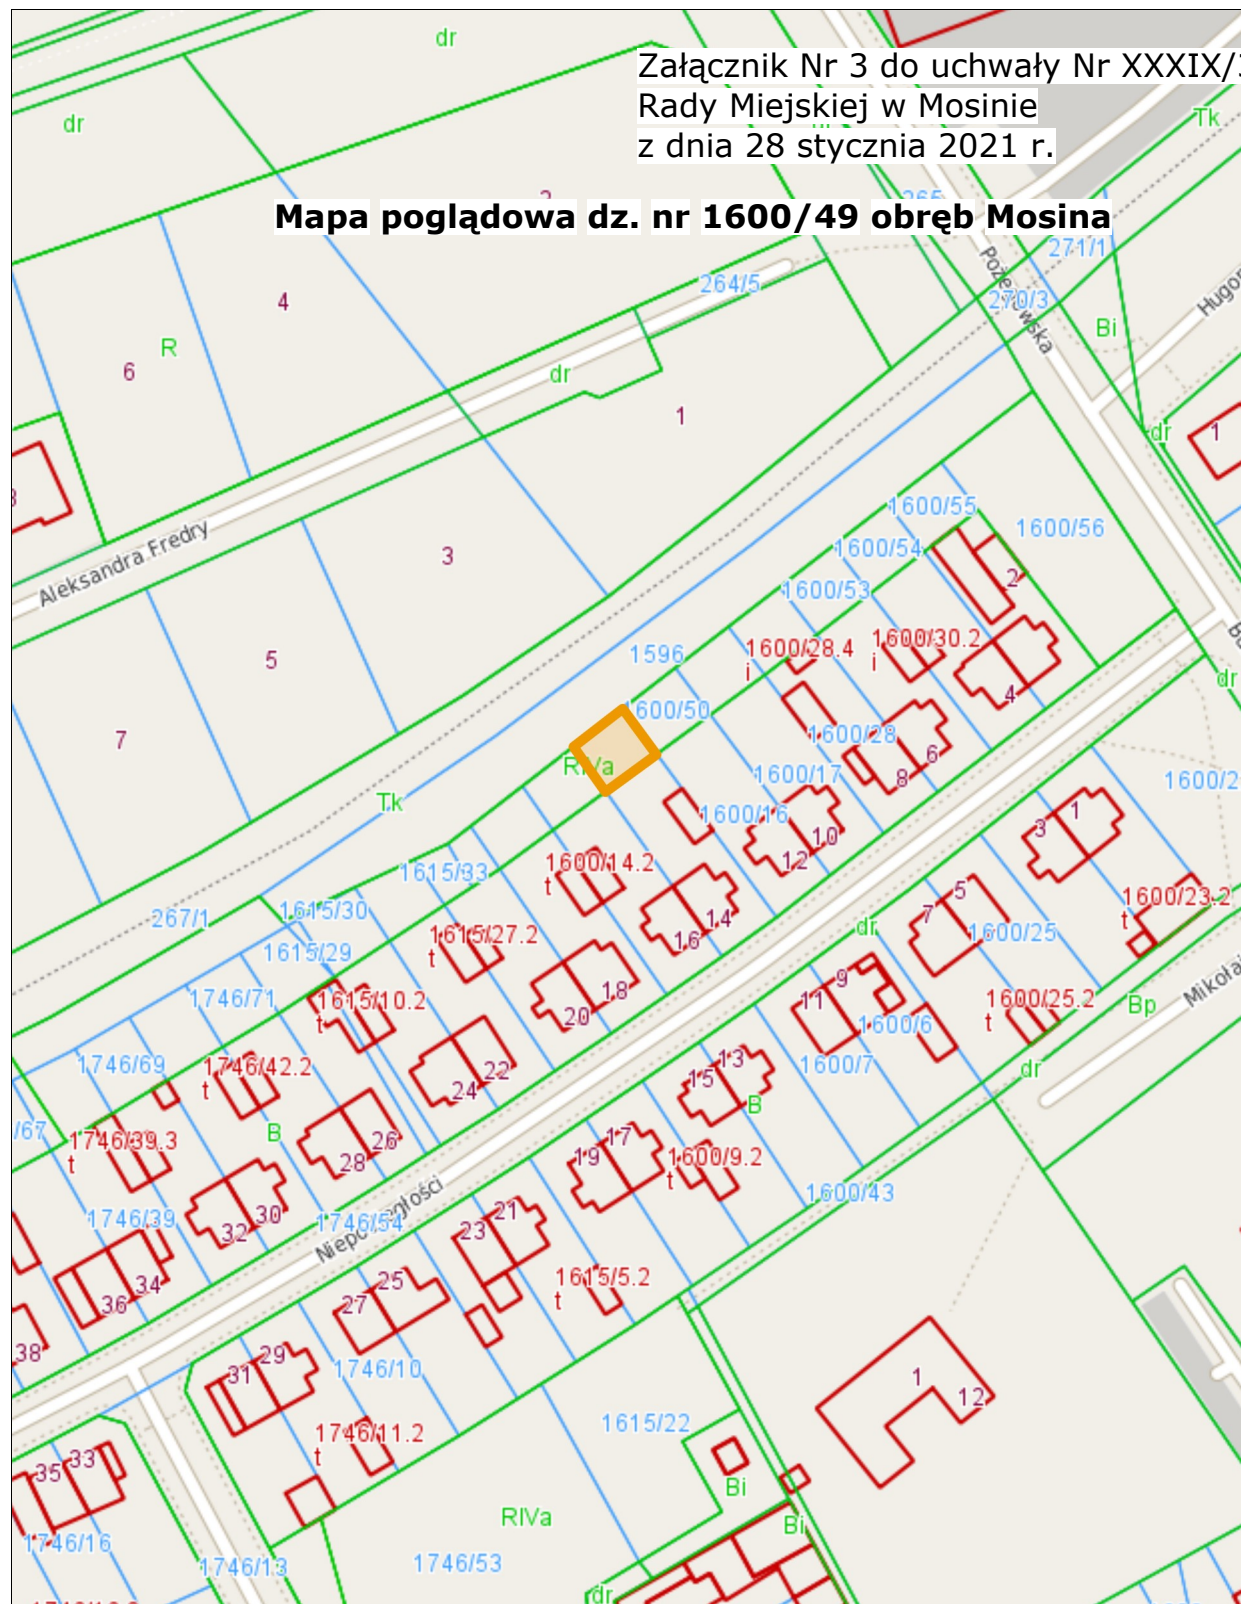 dr
Załącznik Nr 3 do uchwały Nr XXXIX/3
Rady Miejskiej w Mosinie
z dnia 28 stycznia 2021 r.
Tk
dr
Mapa poglądowa dz. nr 1600/49 obręb Mosina
265
271/1
264/5
270/3
Pożegowska
4
Bi
R
6
dr
1
dr
1
Aleksandra Fredry
3
1600/55
1600/56
1600/54
1600/53
2
5
1596
1600/28.4
i
1600/30.2
i
4
dr
7
1600/50
1600/28
6
RIVa
1600/17
8
1600/2
Tk
1600/16
10
1
3
12
1615/33
1600/14.2
t
5
1600/23.2
t
267/1
1615/30
14
7
1615/29
1615/27.2
t
16
dr
1600/25
1746/71
1615/10.2
t
18
9
1600/25.2
t
Bp
20
11
1600/6
1746/69
1746/42.2
t
22
13
1600/7
dr
24
15
/67
1746/39.3
t
B
26
B
28
17
19
1600/9.2
t
1600/43
1746/39
30
32
1746/54
21
23
34
25
1615/5.2
t
36
27
38
29
31
1746/10
1
12
1746/11.2
t
1615/22
33
35
Bi
RIVa
Bi
1746/16
1746/13
1746/53
dr